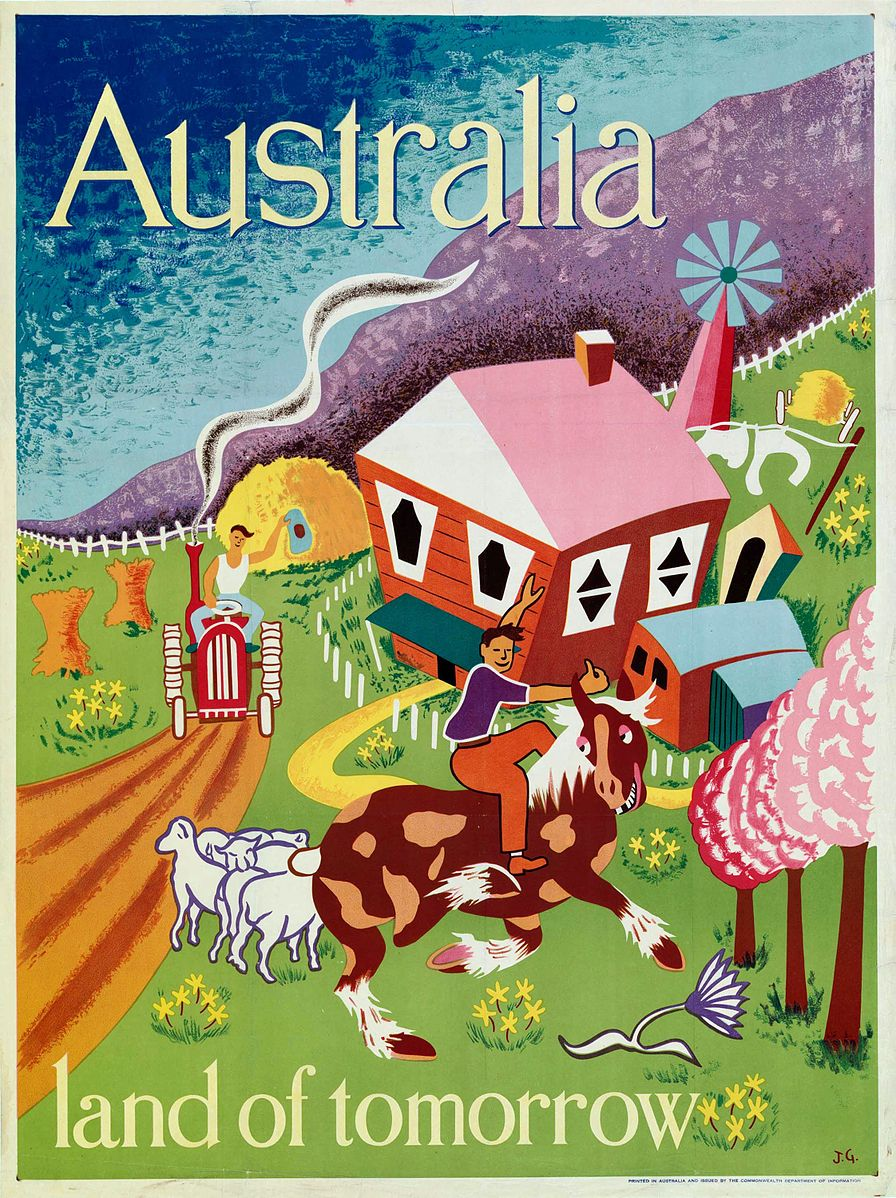 Australia
land of tomorrow
J.G.
PRINTED IN AUSTRALIA AND ISSUED BY THE COMMONWEALTH DEPARTMENT OF INFORMATION